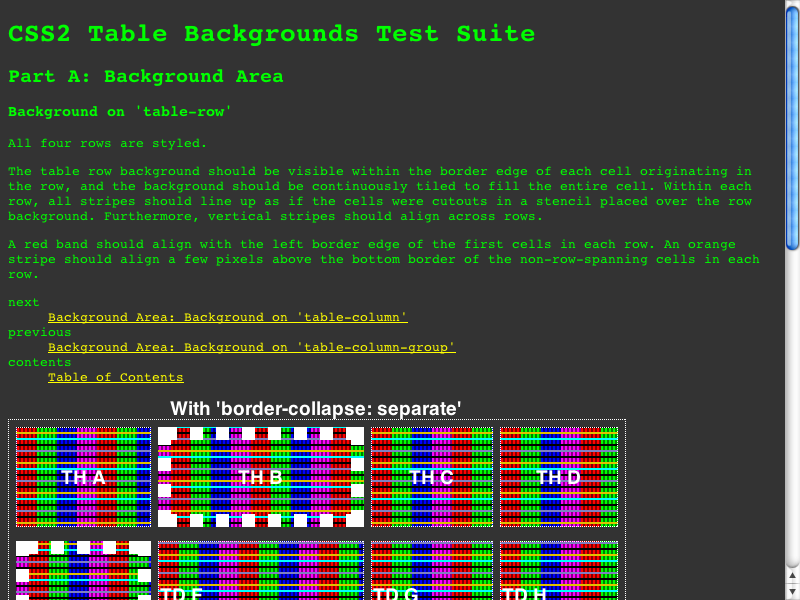 CSS2 Table Backgrounds Test Suite
Part A: Background Area
Background on 'table-row'
All four rows are styled.
The table row background should be visible within the border edge of each cell originating in
the row, and the background should be continuously tiled to fill the entire cell. Within each
row, all stripes should line up as if the cells were cutouts in a stencil placed over the row
background. Furthermore, vertical stripes should align across rows.
A red band should align with the left border edge of the first cells in each row. An orange
stripe should align a few pixels above the bottom border of the non-row-spanning cells in each
row.
next
Background Area: Background on 'table-column'
previous
Background Area: Background on 'table-column-group'
contents
Table of Contents
With 'border-collapse: separate'
TH A TH B TH C TH D
TD F TD G TD H